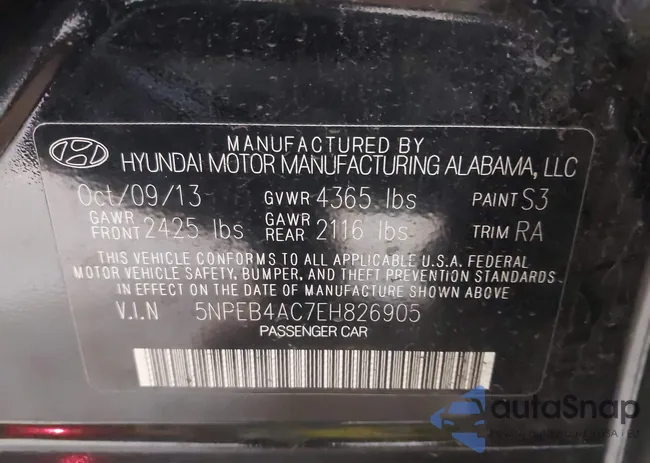 MANUFACTURED BY
HYUNDAI MOTOR MANUFACTURING ALABAMA, LLC
Oct/09/13 GVWR 4365 lbs PAINT S3
GAWR FRONT 2425 lbs GAWR REAR 2116 lbs TRIM RA
THIS VEHICLE CONFORMS TO ALL APPLICABLE U.S.A. FEDERAL
MOTOR VEHICLE SAFETY, BUMPER, AND THEFT PREVENTION STANDARDS
IN EFFECT ON THE DATE OF MANUFACTURE SHOWN ABOVE
V.I.N 5NPEB4AC7EH826905
PASSENGER CAR
autoSnap